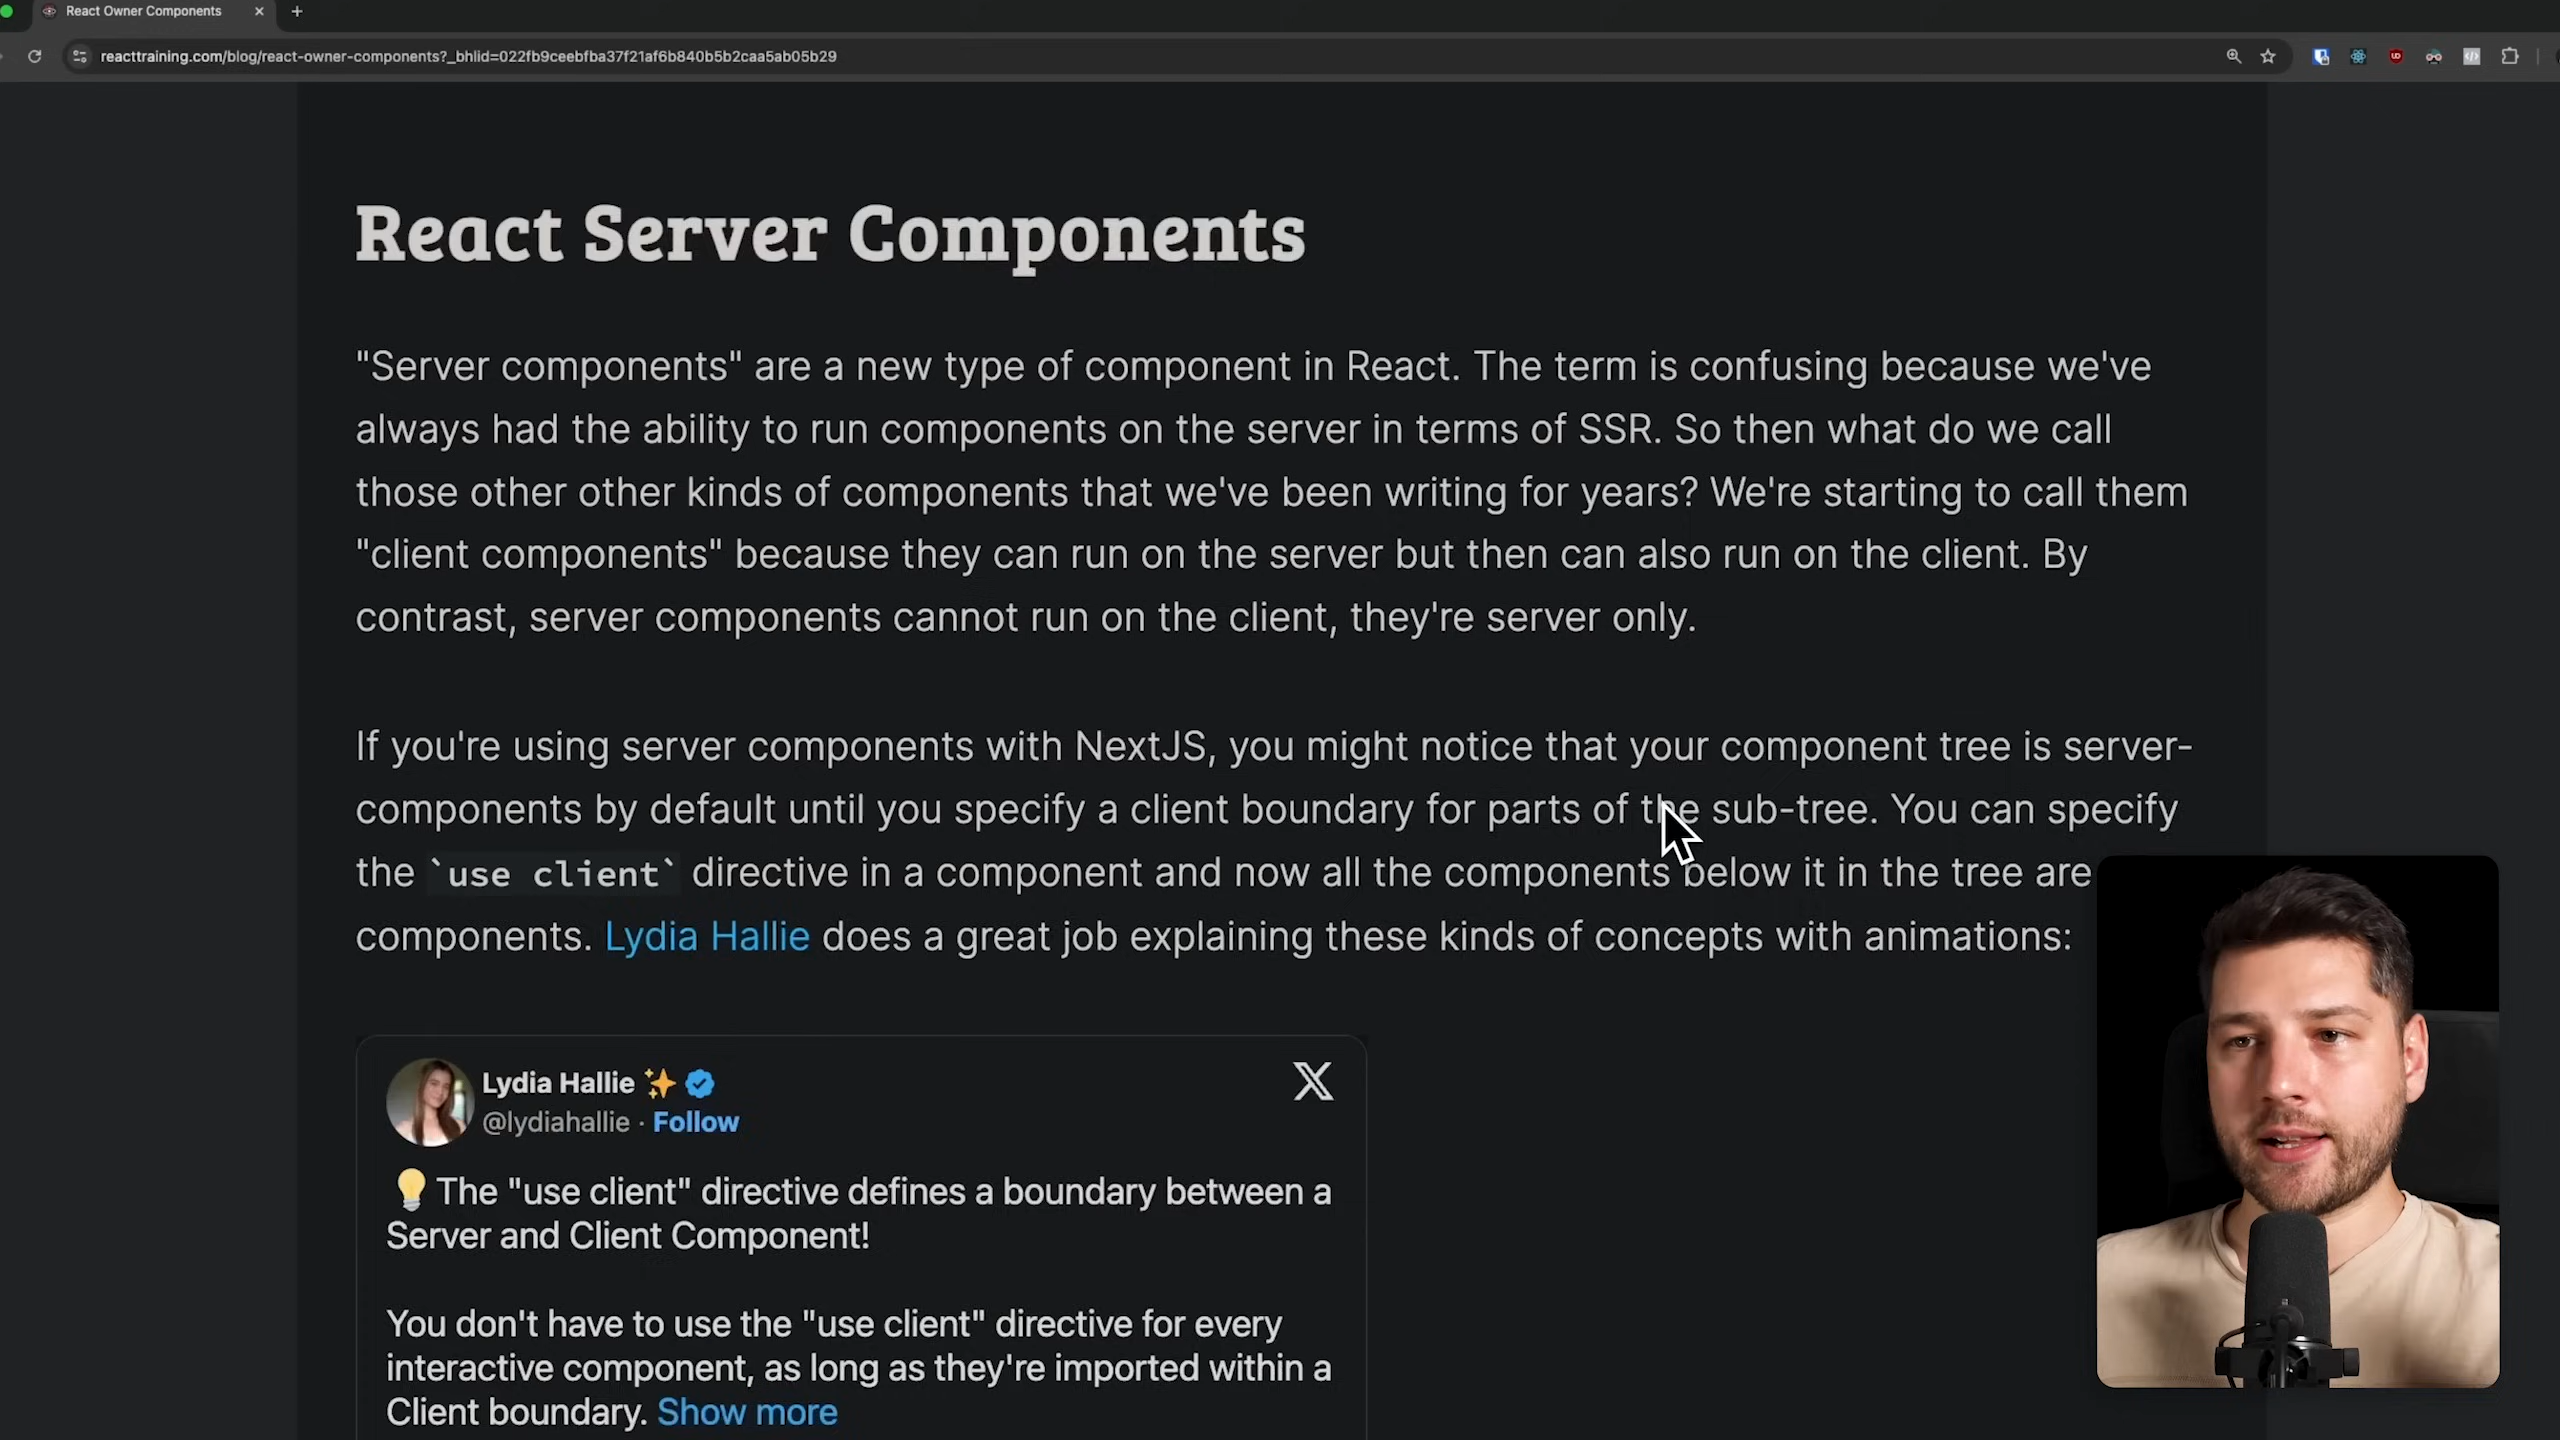 React Owner Components
reacttraining.com/blog/react-owner-components?_bhlid=022fb9ceebfba37f21af6b840b5b2caa5ab05b29
React Server Components
"Server components" are a new type of component in React. The term is confusing because we've
always had the ability to run components on the server in terms of SSR. So then what do we call
those other other kinds of components that we've been writing for years? We're starting to call them
"client components" because they can run on the server but then can also run on the client. By
contrast, server components cannot run on the client, they're server only.
If you're using server components with NextJS, you might notice that your component tree is server-
components by default until you specify a client boundary for parts of the sub-tree. You can specify
the `use client` directive in a component and now all the components below it in the tree are
components. Lydia Hallie does a great job explaining these kinds of concepts with animations:
Lydia Hallie ✨
@lydiahallie · Follow
💡 The "use client" directive defines a boundary between a
Server and Client Component!
You don't have to use the "use client" directive for every
interactive component, as long as they're imported within a
Client boundary. Show more